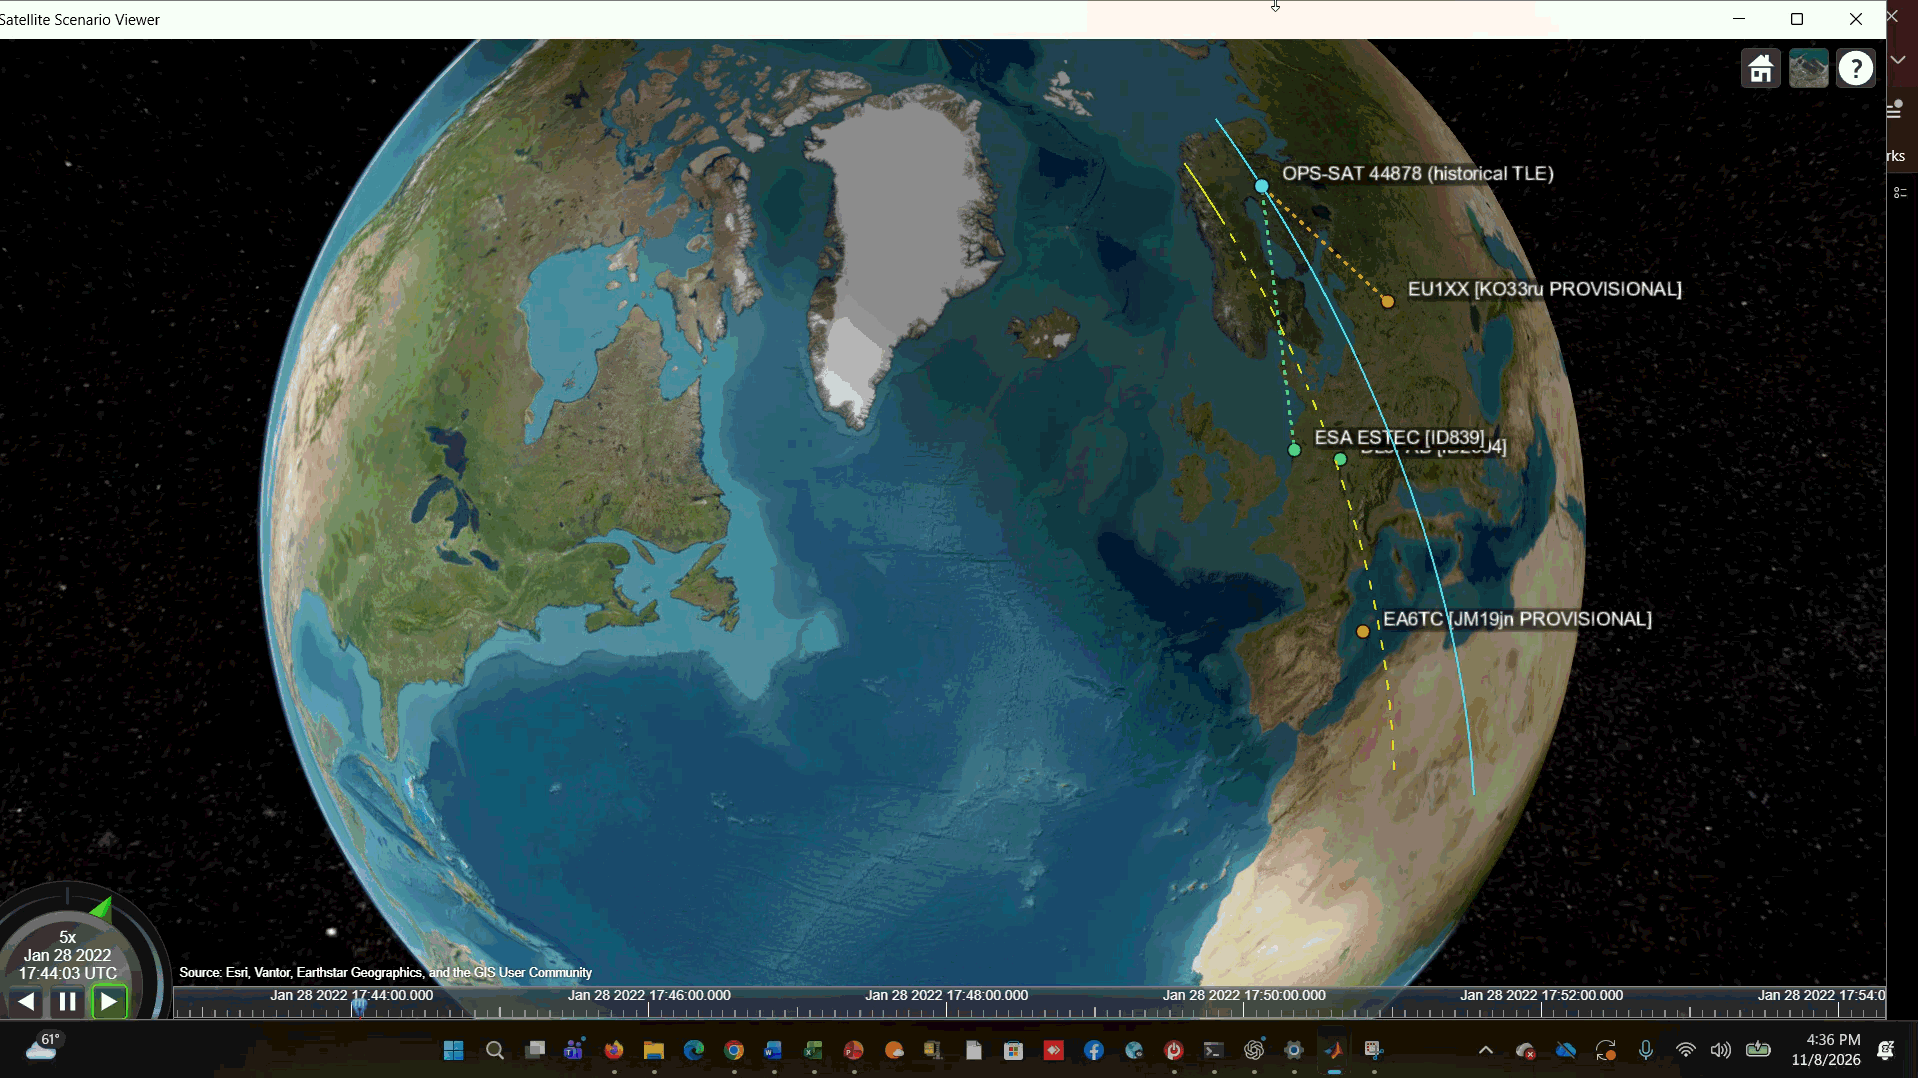 Satellite Scenario Viewer
?
rks
OPS-SAT 44878 (historical TLE)
EU1XX [KO33ru PROVISIONAL]
ESA ESTEC [ID839]
EA6TC [JM19jn PROVISIONAL]
5x
Jan 28 2022
17:44:03 UTC
Source: Esri, Vantor, Earthstar Geographics, and the GIS User Community
Jan 28 2022 17:44:00.000
Jan 28 2022 17:46:00.000
Jan 28 2022 17:48:00.000
Jan 28 2022 17:50:00.000
Jan 28 2022 17:52:00.000
Jan 28 2022 17:54:0
61°
4:36 PM
11/8/2026